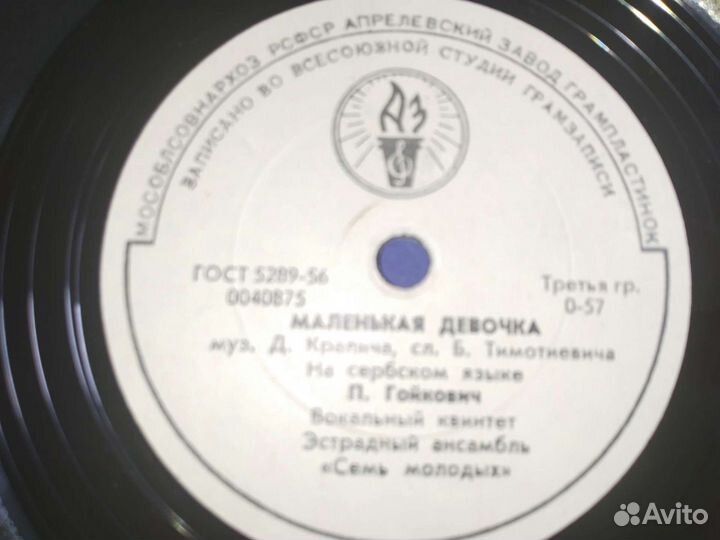 МОСОБЛСОВНАРХОЗ РСФСР АПРЕЛЕВСКИЙ ЗАВОД ГРАМПЛАСТИНОК
ЗАПИСАНО ВО ВСЕСОЮЗНОЙ СТУДИИ ГРАМЗАПИСИ
АЗ
ГОСТ 5289-56
0040875
Третья гр.
0-57
МАЛЕНЬКАЯ ДЕВОЧКА
муз. Д. Кралича, сл. Б. Тимотиевича
На сербском языке
П. Гойкович
Вокальный квинтет
Эстрадный ансамбль
«Семь молодых»
Avito